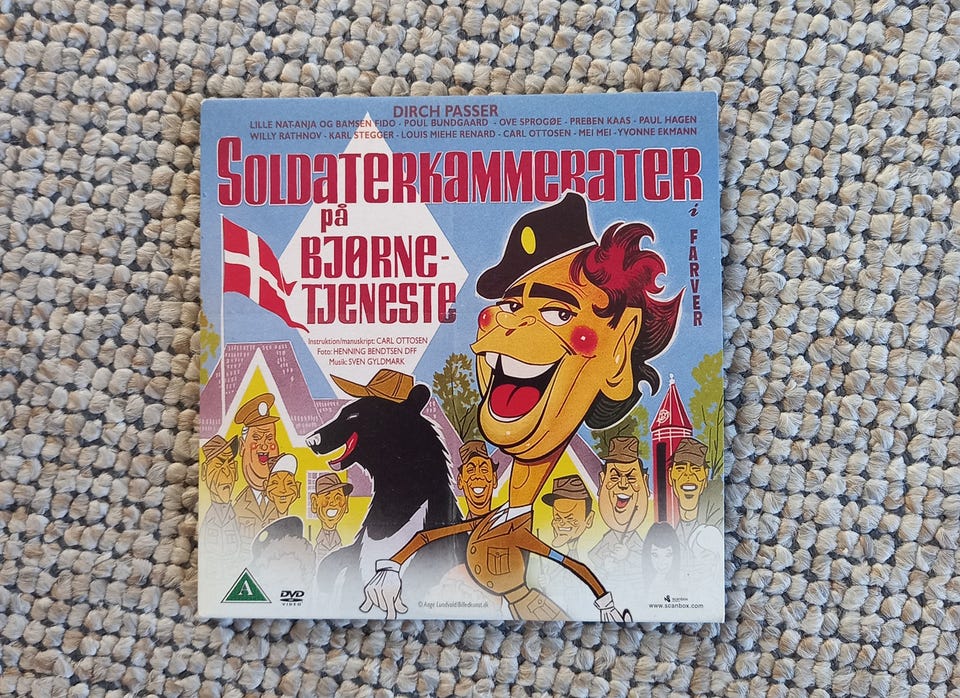 DIRCH PASSER
LILLE NAT-ANJA OG BAMSEN FIDO - POUL BUNDGAARD - OVE SPROGØE - PREBEN KAAS - PAUL HAGEN
WILLY RATHNOV - KARL STEGGER - LOUIS MIEHE RENARD - CARL OTTOSEN - MEI MEI - YVONNE EKMANN
SOLDATERKAMMERATER
på
BJØRNE-
TJENESTE
i FARVER
Instruktion/manuskript: CARL OTTOSEN
Foto: HENNING BENDTSEN DFF
Musik: SVEN GYLDMARK
A
DVD
VIDEO
© Aage Lundvald/Billedkunst.dk
scanbox
www.scanbox.com